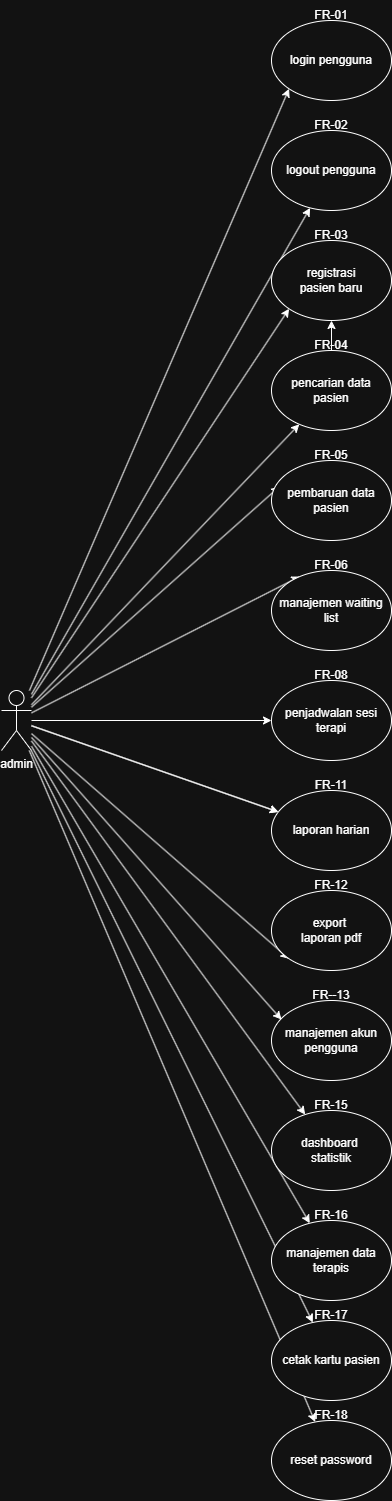 FR-01
login pengguna
FR-02
logout pengguna
FR-03
registrasi
pasien baru
FR-04
pencarian data
pasien
FR-05
pembaruan data
pasien
FR-06
manajemen waiting
list
FR-08
penjadwalan sesi
terapi
admin
FR-11
laporan harian
FR-12
export
laporan pdf
FR--13
manajemen akun
pengguna
FR-15
dashboard
statistik
FR-16
manajemen data
terapis
FR-17
cetak kartu pasien
FR-18
reset password